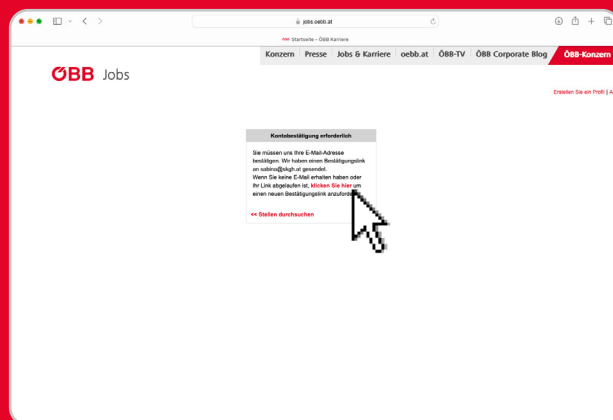 jobs.oebb.at
ÖBB Startseite - ÖBB Karriere
Konzern Presse Jobs & Karriere oebb.at ÖBB-TV ÖBB Corporate Blog ÖBB-Konzern
ÖBB Jobs
Erstellen Sie ein Profil |
Kontobestätigung erforderlich
Sie müssen uns Ihre E-Mail-Adresse
bestätigen. Wir haben einen Bestätigungslink
an sabina@skgh.at gesendet.
Wenn Sie keine E-Mail erhalten haben oder
Ihr Link abgelaufen ist, klicken Sie hier um
einen neuen Bestätigungslink
<< Stellen durchsuchen